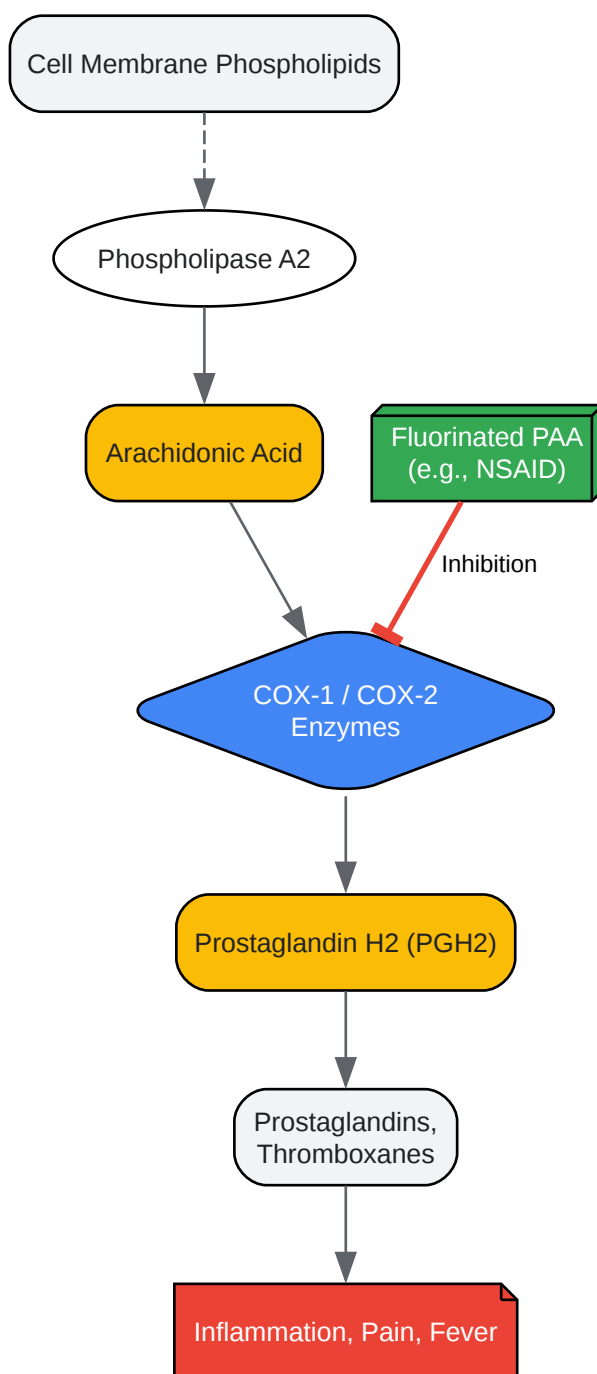 Cell Membrane Phospholipids
Phospholipase A2
Arachidonic Acid
Fluorinated PAA
(e.g., NSAID)
Inhibition
COX-1 / COX-2
Enzymes
Prostaglandin H2 (PGH2)
Prostaglandins,
Thromboxanes
Inflammation, Pain, Fever